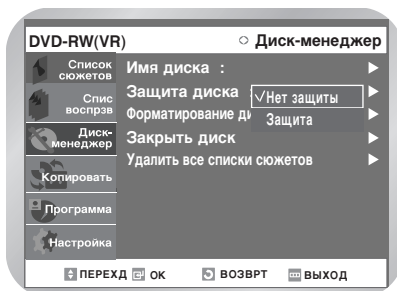 DVD-RW(VR) Диск-менеджер
Список сюжетов
Имя диска :
Спис воспрзв
Защита диска :
✓Нет защиты
Защита
Диск-менеджер
Форматирование ди
Закрыть диск
Копировать
Удалить все списки сюжетов
Программа
Настройка
ПЕРЕХД ОК ВОЗВРТ ВЫХОД